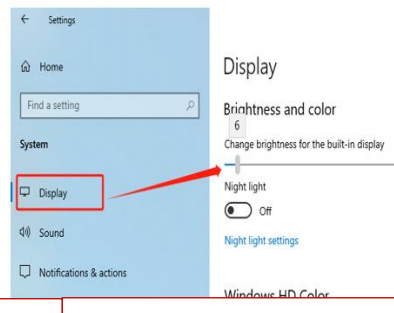 ← Settings
Home
Find a setting
System
Display
Sound
Notifications & actions
Display
Brightness and color
6
Change brightness for the built-in display
Night light
Off
Night light settings
Windows HD Color